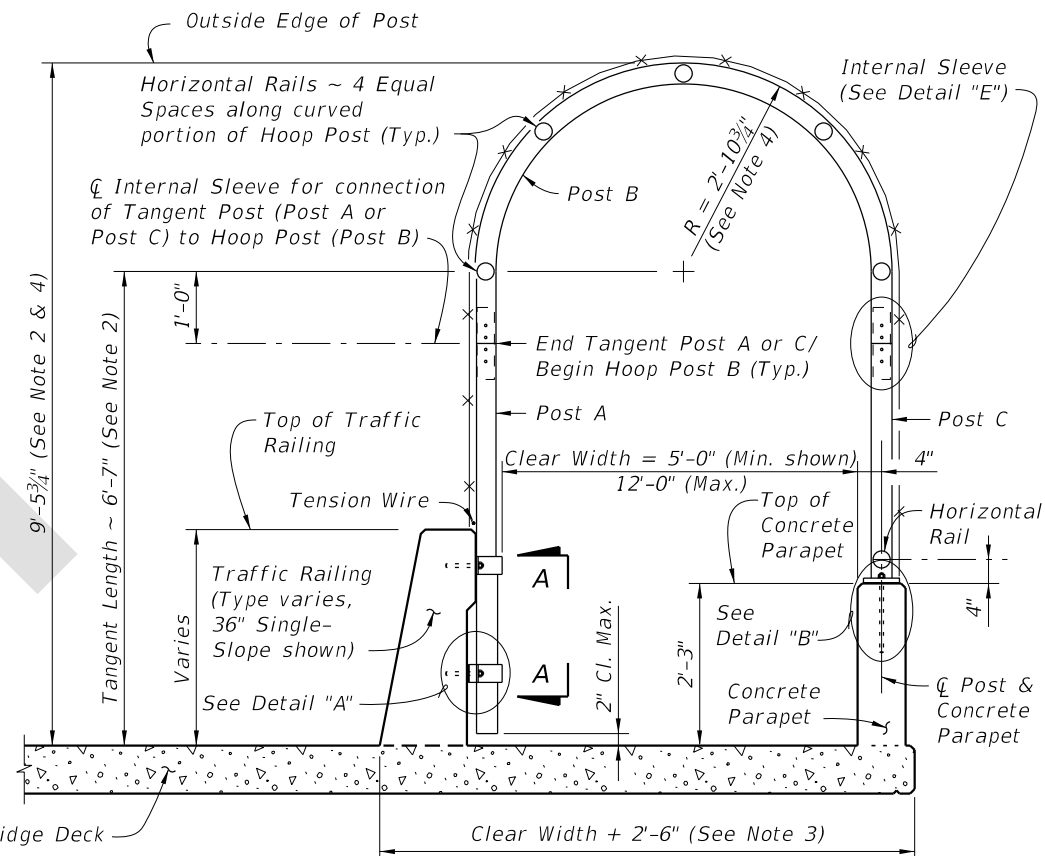 Outside Edge of Post
Horizontal Rails ~ 4 Equal
Spaces along curved
portion of Hoop Post (Typ.)
Internal Sleeve
(See Detail "E")
℄ Internal Sleeve for connection
of Tangent Post (Post A or
Post C) to Hoop Post (Post B)
Post B
R = 2'-10¾"
(See Note 4)
9'-5¾" (See Note 2 & 4)
Tangent Length ~ 6'-7" (See Note 2)
1'-0"
End Tangent Post A or C/
Begin Hoop Post B (Typ.)
Post A
Post C
Top of Traffic
Railing
Clear Width = 5'-0" (Min. shown)
12'-0" (Max.)
4"
Tension Wire
Top of
Concrete
Parapet
Horizontal
Rail
Traffic Railing
(Type varies,
36" Single-
Slope shown)
Varies
A
A
See Detail "A"
2" Cl. Max.
2'-3"
See
Detail "B"
4"
Concrete
Parapet
℄ Post &
Concrete
Parapet
idge Deck
Clear Width + 2'-6" (See Note 3)